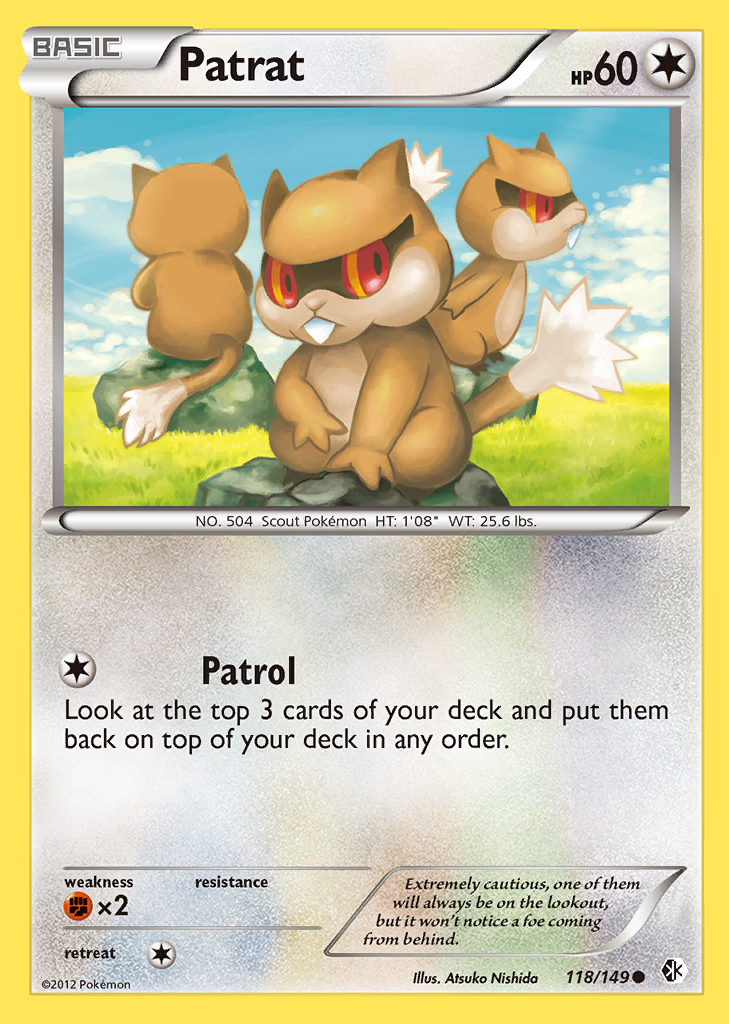 BASIC
Patrat
HP60
NO. 504 Scout Pokémon HT: 1'08" WT: 25.6 lbs.
Patrol
Look at the top 3 cards of your deck and put them
back on top of your deck in any order.
weakness
resistance
×2
retreat
Extremely cautious, one of them
will always be on the lookout,
but it won't notice a foe coming
from behind.
©2012 Pokémon
Illus. Atsuko Nishida
118/149